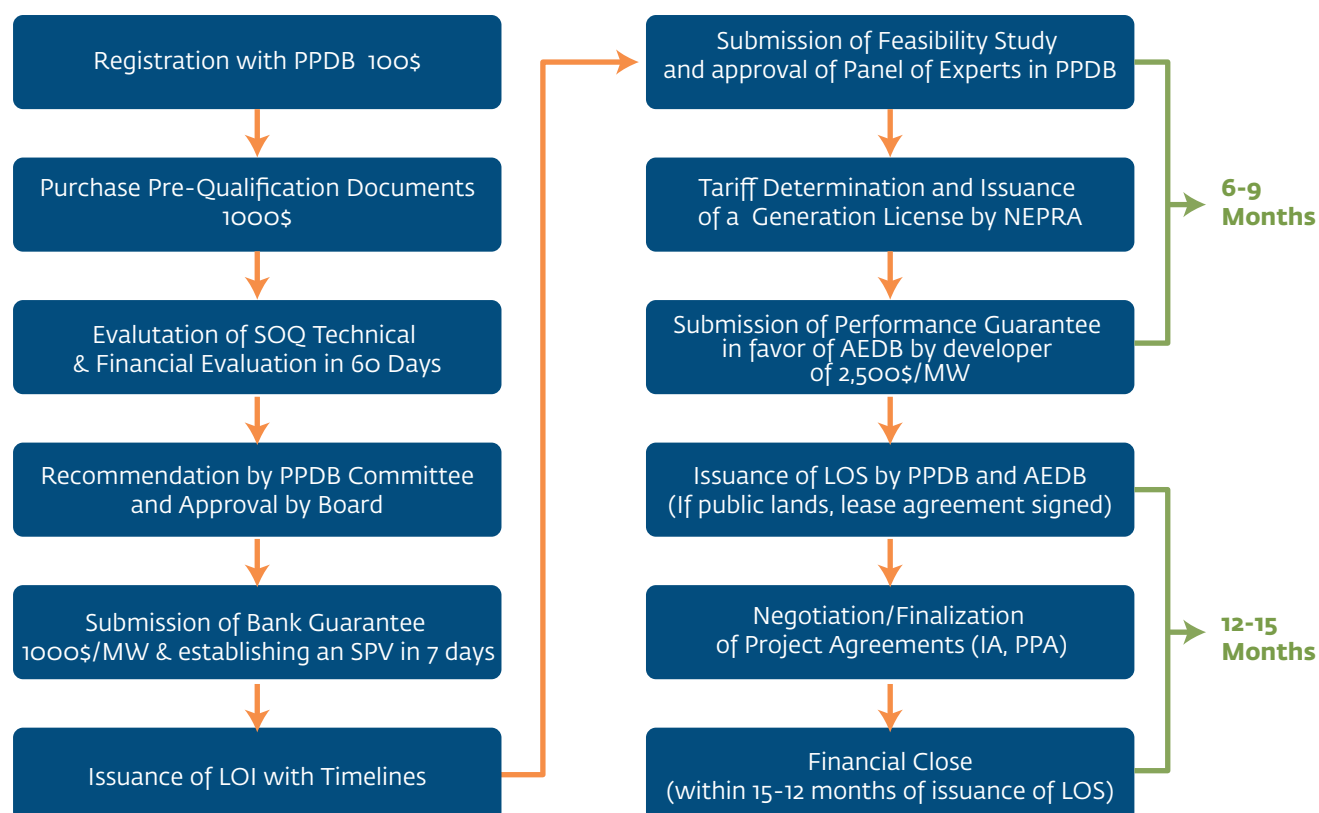 Registration with PPDB 100$
Purchase Pre-Qualification Documents
1000$
Evalutation of SOQ Technical
& Financial Evaluation in 60 Days
Recommendation by PPDB Committee
and Approval by Board
Submission of Bank Guarantee
1000$/MW & establishing an SPV in 7 days
Issuance of LOI with Timelines
Submission of Feasibility Study
and approval of Panel of Experts in PPDB
Tariff Determination and Issuance
of a Generation License by NEPRA
Submission of Performance Guarantee
in favor of AEDB by developer
of 2,500$/MW
6-9
Months
Issuance of LOS by PPDB and AEDB
(If public lands, lease agreement signed)
Negotiation/Finalization
of Project Agreements (IA, PPA)
Financial Close
(within 15-12 months of issuance of LOS)
12-15
Months